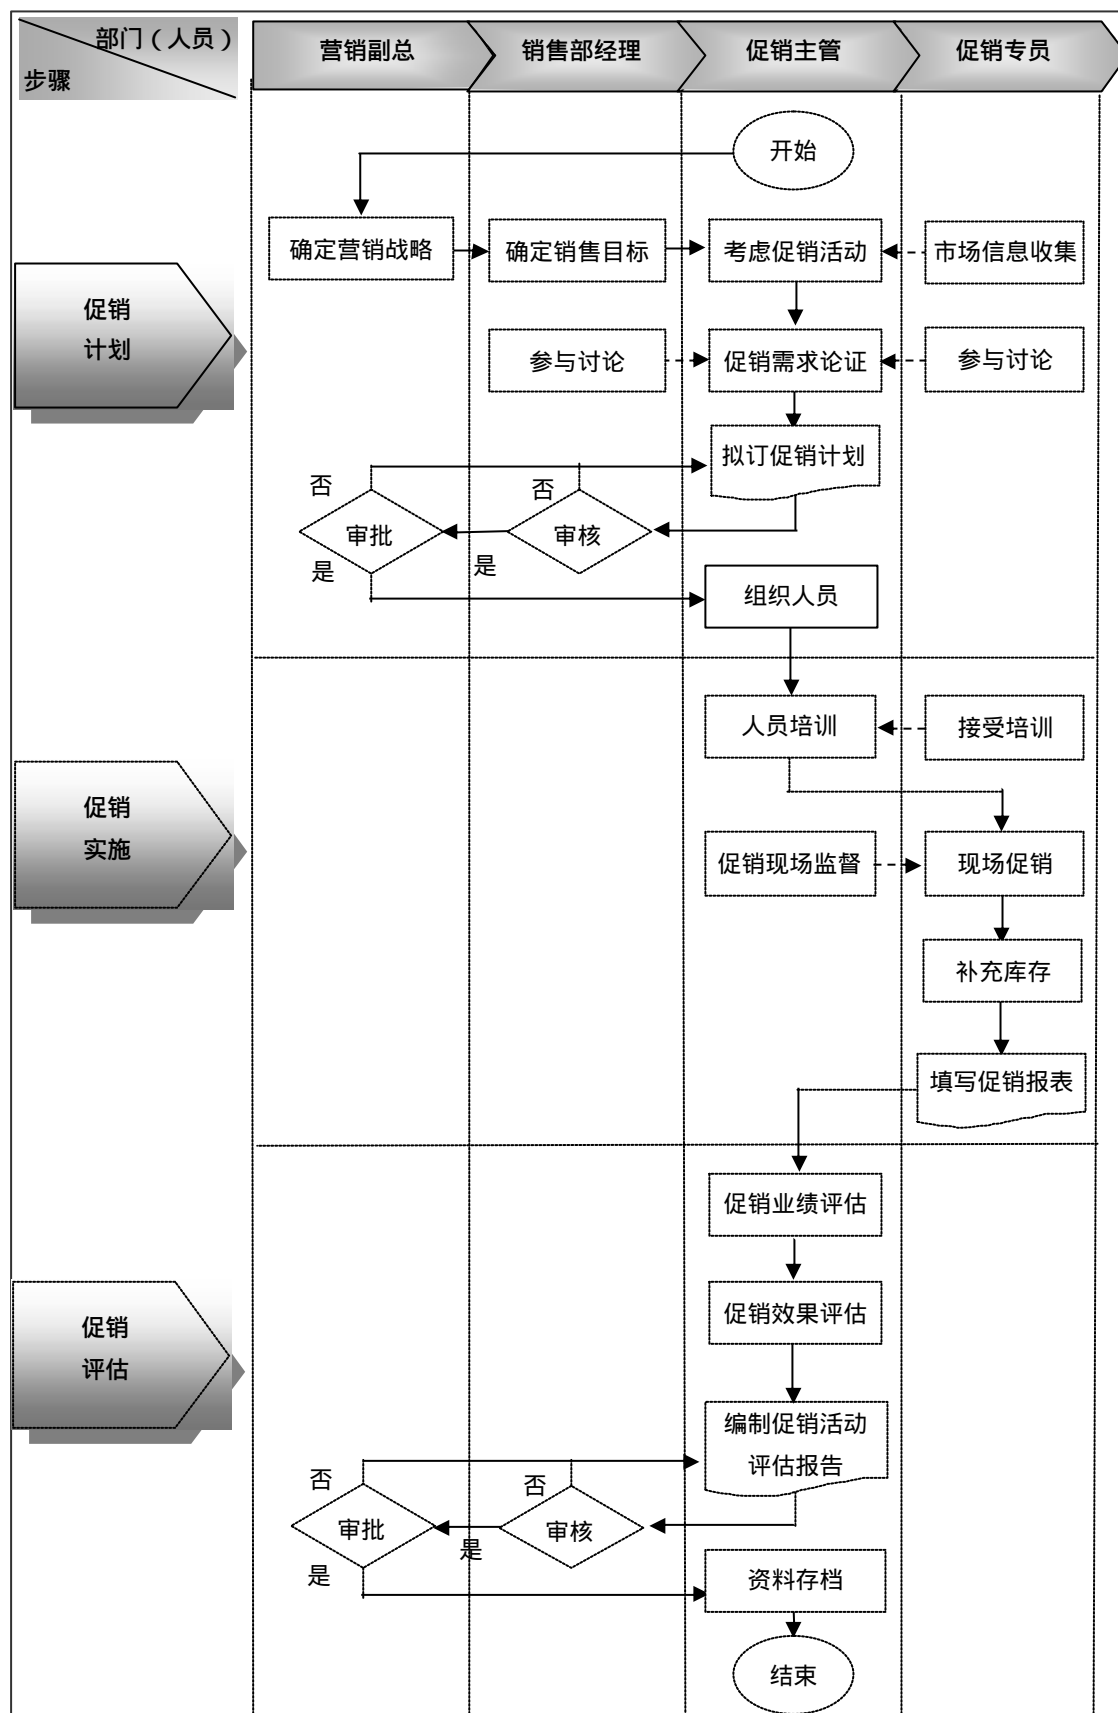 部门（人员）
步骤
营销副总
销售部经理
促销主管
促销专员
开始
确定营销战略
确定销售目标
考虑促销活动
市场信息收集
促销
计划
参与讨论
促销需求论证
参与讨论
拟订促销计划
否
否
审批
审核
是
是
组织人员
人员培训
接受培训
促销
实施
促销现场监督
现场促销
补充库存
填写促销报表
促销业绩评估
促销效果评估
促销
评估
编制促销活动
评估报告
否
否
审批
审核
是
是
资料存档
结束